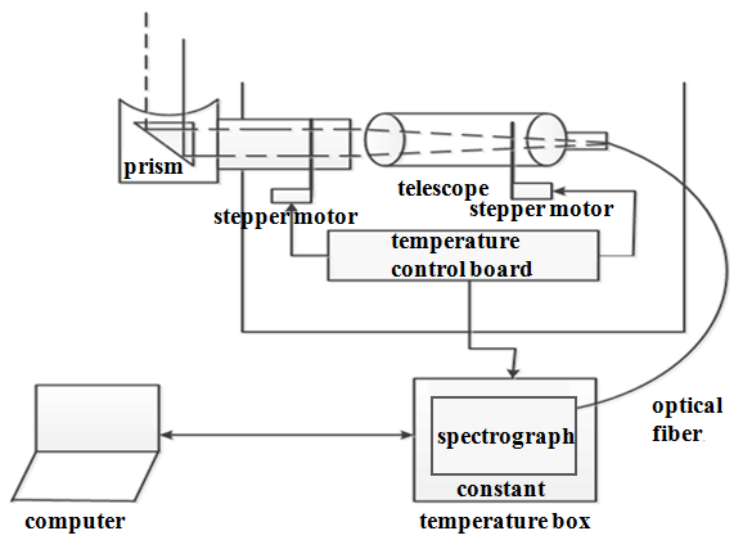 prism
telescope
stepper motor
stepper motor
temperature
control board
optical
fiber
spectrograph
constant
temperature box
computer